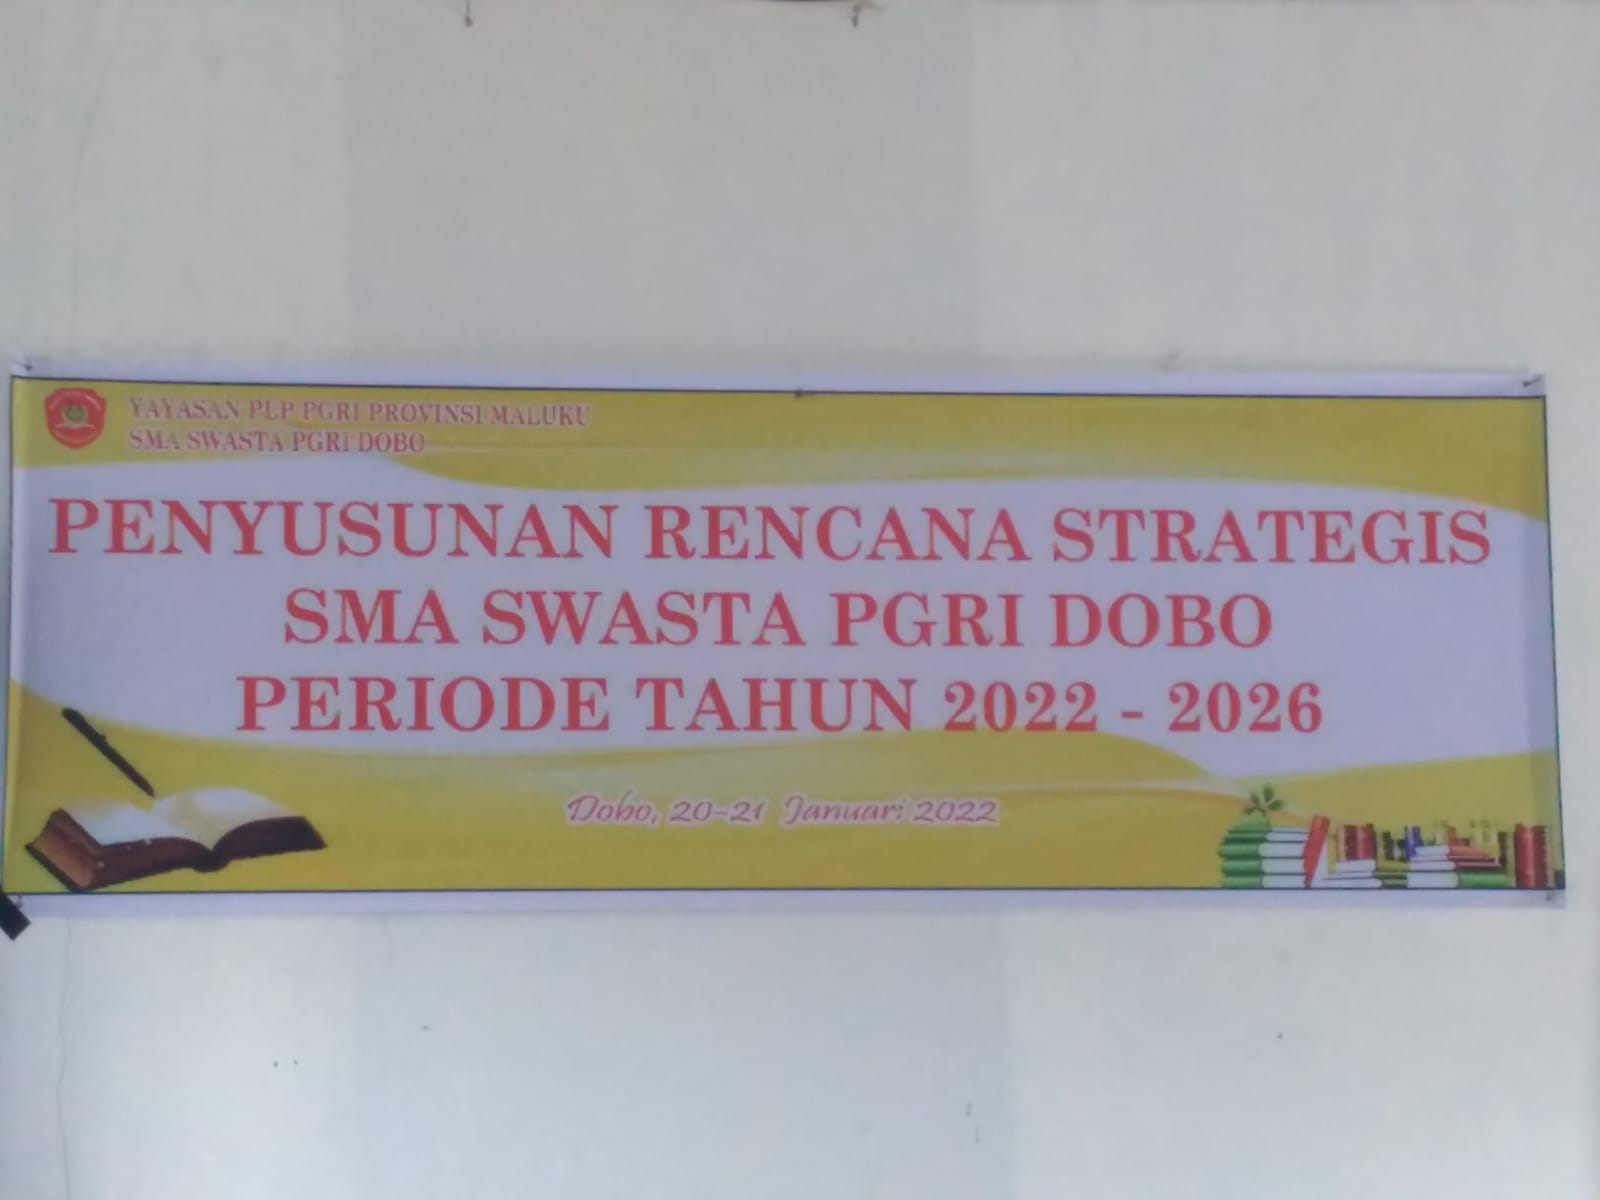 YAYASAN PLP PGRI PROVINSI MALUKU
SMA SWASTA PGRI DOBO
PENYUSUNAN RENCANA STRATEGIS
SMA SWASTA PGRI DOBO
PERIODE TAHUN 2022 - 2026
Dobo, 20-21 Januari 2022